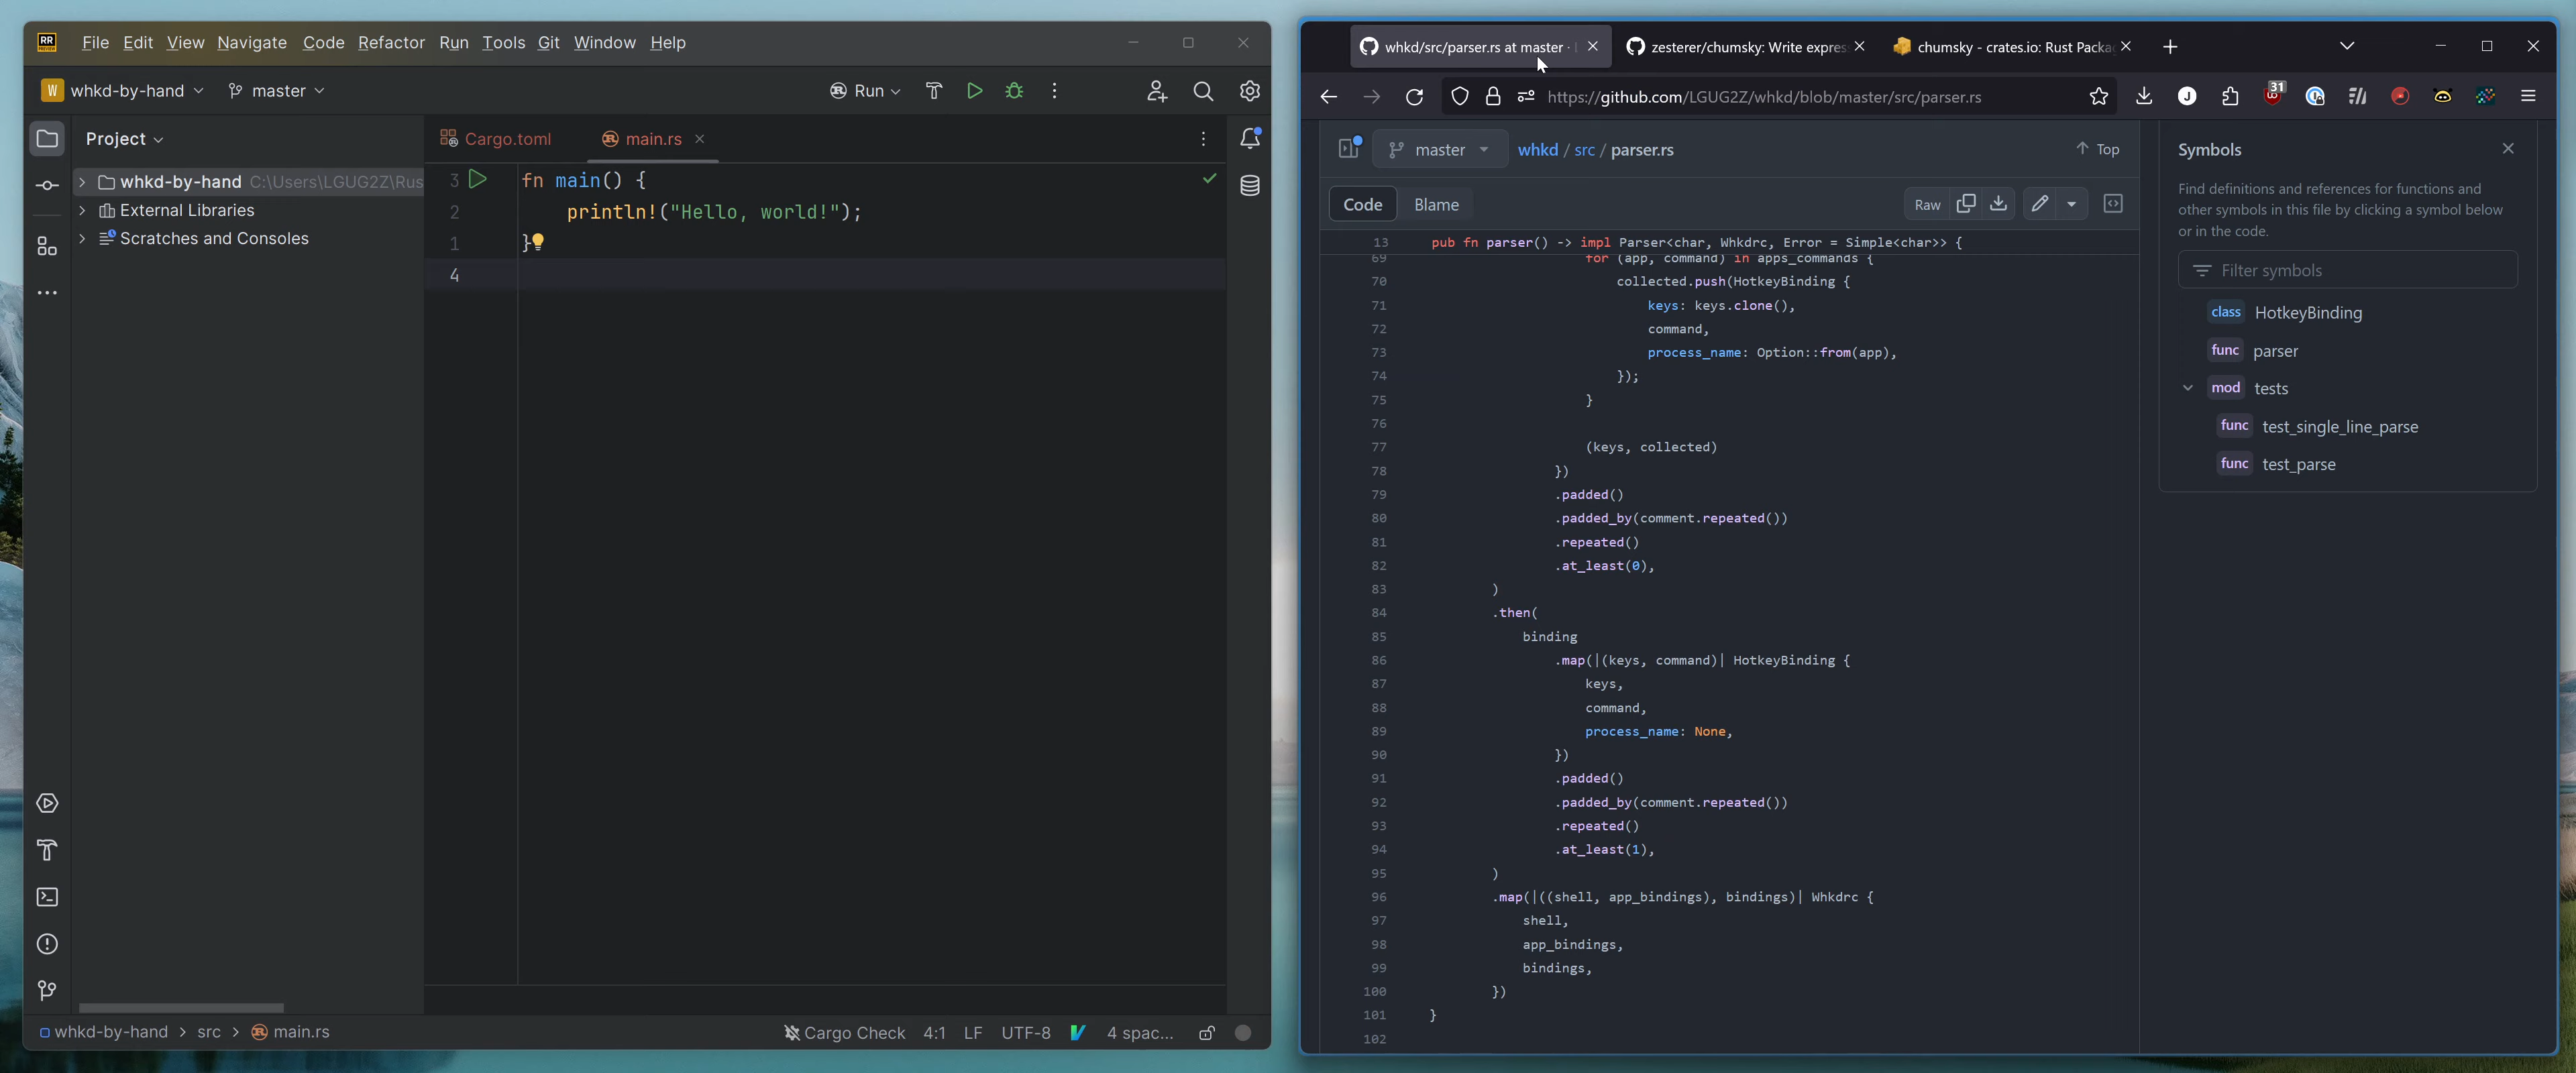 RR
File Edit View Navigate Code Refactor Run Tools Git Window Help
W whkd-by-hand master Run
Project
whkd-by-hand C:\Users\LGUG2Z\Rus
External Libraries
Scratches and Consoles
Cargo.toml main.rs
3 fn main() {
2 println!("Hello, world!");
1 }
4
whkd-by-hand > src > main.rs
Cargo Check 4:1 LF UTF-8 4 spac...
whkd/src/parser.rs at master · zesterer/chumsky: Write expres chumsky - crates.io: Rust Packa
https://github.com/LGUG2Z/whkd/blob/master/src/parser.rs
31
J
master whkd / src / parser.rs Top
Code Blame Raw
13 pub fn parser() -> impl Parser<char, Whkdrc, Error = Simple<char>> {
69 for (app, command) in apps_commands {
70 collected.push(HotkeyBinding {
71 keys: keys.clone(),
72 command,
73 process_name: Option::from(app),
74 });
75 }
76
77 (keys, collected)
78 })
79 .padded()
80 .padded_by(comment.repeated())
81 .repeated()
82 .at_least(0),
83 )
84 .then(
85 binding
86 .map(|(keys, command)| HotkeyBinding {
87 keys,
88 command,
89 process_name: None,
90 })
91 .padded()
92 .padded_by(comment.repeated())
93 .repeated()
94 .at_least(1),
95 )
96 .map(|((shell, app_bindings), bindings)| Whkdrc {
97 shell,
98 app_bindings,
99 bindings,
100 })
101 }
102
Symbols
Find definitions and references for functions and
other symbols in this file by clicking a symbol below
or in the code.
Filter symbols
class HotkeyBinding
func parser
mod tests
func test_single_line_parse
func test_parse